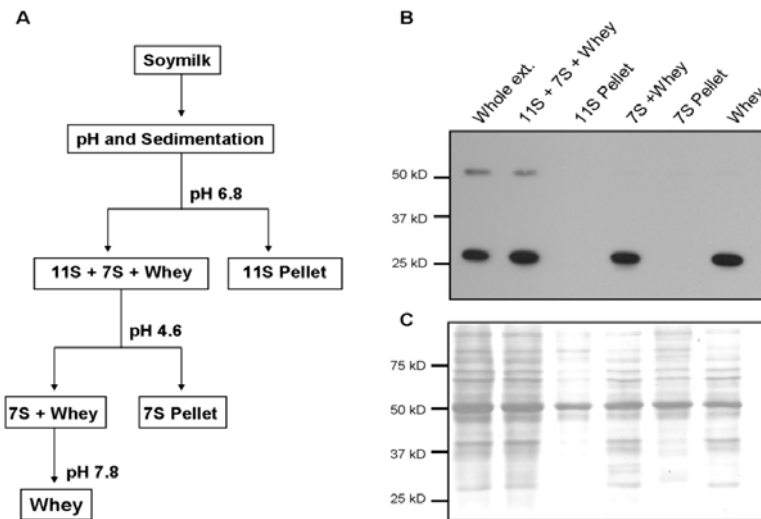 A
Soymilk
pH and Sedimentation
pH 6.8
11S + 7S + Whey
11S Pellet
pH 4.6
7S + Whey
7S Pellet
pH 7.8
Whey
B
Whole ext.
11S + 7S + Whey
11S Pellet
7S +Whey
7S Pellet
Whey
50 kD
37 kD
25 kD
C
75 kD
50 kD
37 kD
25 kD